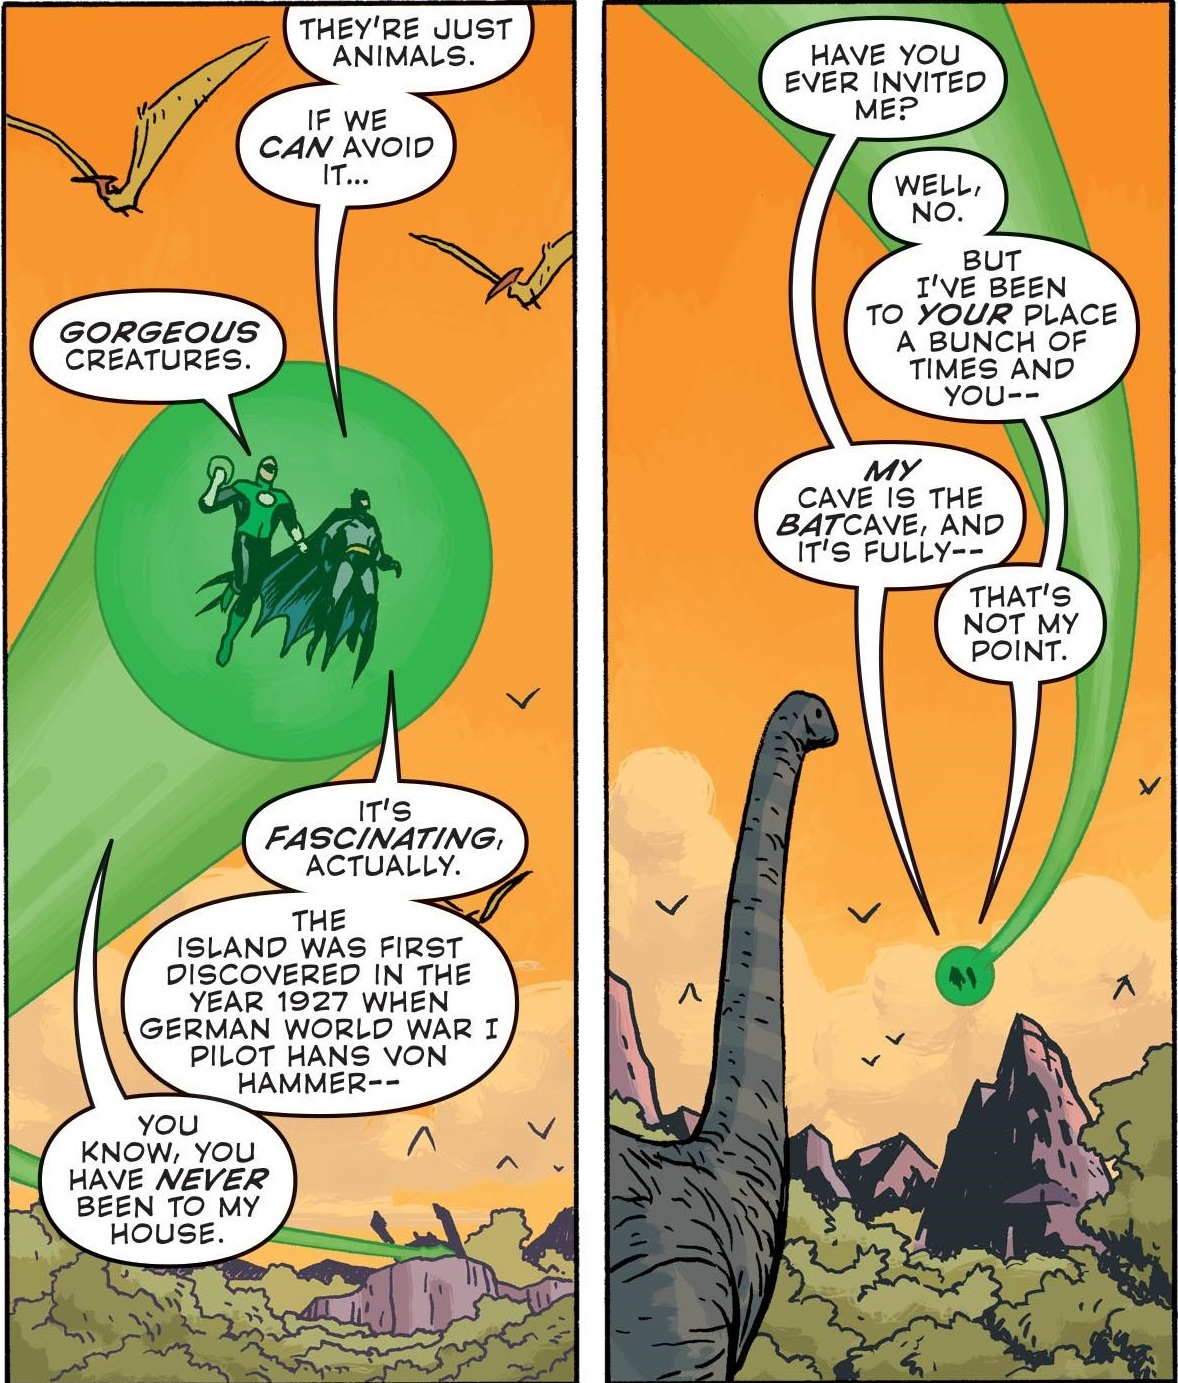 THEY'RE JUST
ANIMALS.
IF WE
CAN AVOID
IT...
GORGEOUS
CREATURES.
IT'S
FASCINATING,
ACTUALLY.
THE
ISLAND WAS FIRST
DISCOVERED IN THE
YEAR 1927 WHEN
GERMAN WORLD WAR I
PILOT HANS VON
HAMMER--
YOU
KNOW, YOU
HAVE NEVER
BEEN TO MY
HOUSE.
HAVE YOU
EVER INVITED
ME?
WELL,
NO.
BUT
I'VE BEEN
TO YOUR PLACE
A BUNCH OF
TIMES AND
YOU--
MY
CAVE IS THE
BATCAVE, AND
IT'S FULLY--
THAT'S
NOT MY
POINT.